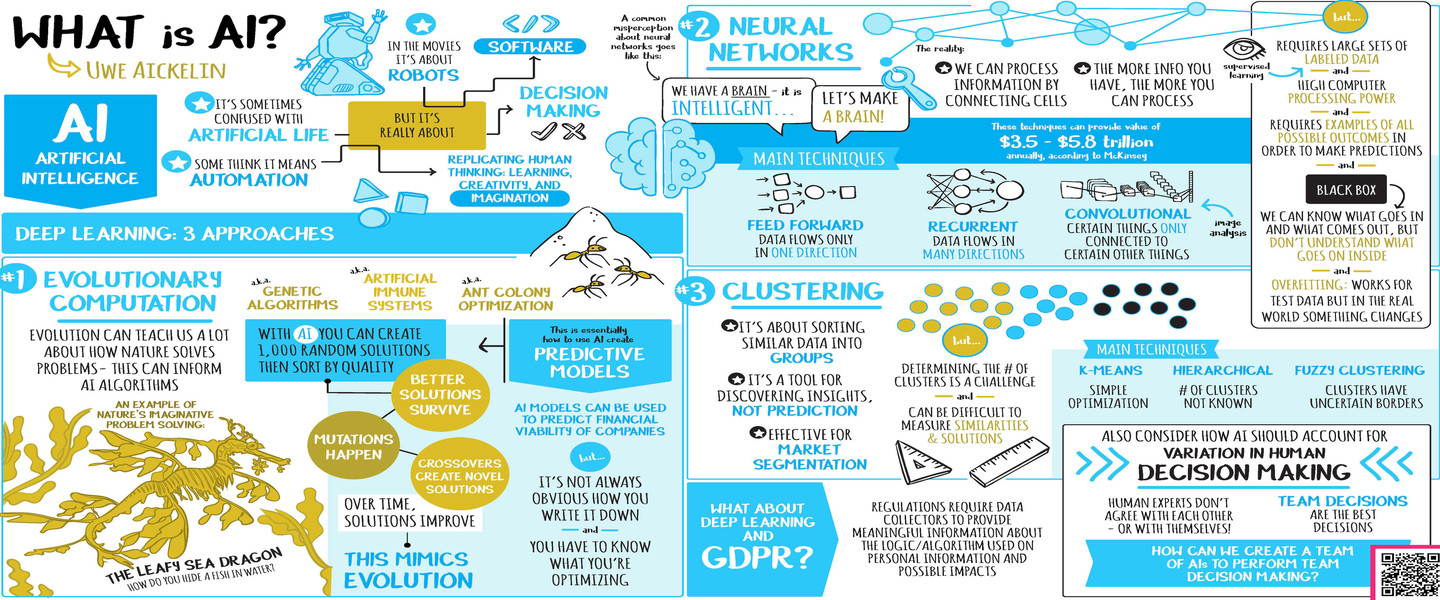 WHAT is AI?
UWE AICKELIN
AI
ARTIFICIAL
INTELLIGENCE
IN THE MOVIES
IT'S ABOUT
ROBOTS
IT'S SOMETIMES
CONFUSED WITH
ARTIFICIAL LIFE
SOME THINK IT MEANS
AUTOMATION
BUT IT'S
REALLY ABOUT
</>
SOFTWARE
DECISION
MAKING
REPLICATING HUMAN
THINKING: LEARNING,
CREATIVITY, AND
IMAGINATION
DEEP LEARNING: 3 APPROACHES
#1 EVOLUTIONARY
COMPUTATION
EVOLUTION CAN TEACH US A LOT
ABOUT HOW NATURE SOLVES
PROBLEMS - THIS CAN INFORM
AI ALGORITHMS
AN EXAMPLE OF
NATURE'S IMAGINATIVE
PROBLEM SOLVING:
THE LEAFY SEA DRAGON
HOW DO YOU HIDE A FISH IN WATER?
a.k.a.
GENETIC
ALGORITHMS
a.k.a.
ARTIFICIAL
IMMUNE
SYSTEMS
a.k.a.
ANT COLONY
OPTIMIZATION
WITH AI YOU CAN CREATE
1,000 RANDOM SOLUTIONS
THEN SORT BY QUALITY
BETTER
SOLUTIONS
SURVIVE
MUTATIONS
HAPPEN
CROSSOVERS
CREATE NOVEL
SOLUTIONS
OVER TIME,
SOLUTIONS IMPROVE
THIS MIMICS
EVOLUTION
This is essentially
how to use AI create
PREDICTIVE
MODELS
AI MODELS CAN BE USED
TO PREDICT FINANCIAL
VIABILITY OF COMPANIES
but...
IT'S NOT ALWAYS
OBVIOUS HOW YOU
WRITE IT DOWN
and
YOU HAVE TO KNOW
WHAT YOU'RE
OPTIMIZING
A common
misperception
about neural
networks goes
like this:
#2 NEURAL
NETWORKS
WE HAVE A BRAIN - it is
INTELLIGENT...
LET'S MAKE
A BRAIN!
The reality:
WE CAN PROCESS
INFORMATION BY
CONNECTING CELLS
THE MORE INFO YOU
HAVE, THE MORE YOU
CAN PROCESS
These techniques can provide value of
$3.5 - $5.8 trillion
annually, according to McKinsey
MAIN TECHNIQUES
FEED FORWARD
DATA FLOWS ONLY
IN ONE DIRECTION
RECURRENT
DATA FLOWS IN
MANY DIRECTIONS
CONVOLUTIONAL
CERTAIN THINGS ONLY
CONNECTED TO
CERTAIN OTHER THINGS
image
analysis
supervised
learning
but...
REQUIRES LARGE SETS OF
LABELED DATA
and
HIGH COMPUTER
PROCESSING POWER
and
REQUIRES EXAMPLES OF ALL
POSSIBLE OUTCOMES IN
ORDER TO MAKE PREDICTIONS
and
BLACK BOX
WE CAN KNOW WHAT GOES IN
AND WHAT COMES OUT, BUT
DON'T UNDERSTAND WHAT
GOES ON INSIDE
and
OVERFITTING: WORKS FOR
TEST DATA BUT IN THE REAL
WORLD SOMETHING CHANGES
#3 CLUSTERING
IT'S ABOUT SORTING
SIMILAR DATA INTO
GROUPS
IT'S A TOOL FOR
DISCOVERING INSIGHTS,
NOT PREDICTION
EFFECTIVE FOR
MARKET
SEGMENTATION
but...
DETERMINING THE # OF
CLUSTERS IS A CHALLENGE
and
CAN BE DIFFICULT TO
MEASURE SIMILARITIES
& SOLUTIONS
MAIN TECHNIQUES
K-MEANS
SIMPLE
OPTIMIZATION
HIERARCHICAL
# OF CLUSTERS
NOT KNOWN
FUZZY CLUSTERING
CLUSTERS HAVE
UNCERTAIN BORDERS
WHAT ABOUT
DEEP LEARNING
AND
GDPR?
REGULATIONS REQUIRE DATA
COLLECTORS TO PROVIDE
MEANINGFUL INFORMATION ABOUT
THE LOGIC/ALGORITHM USED ON
PERSONAL INFORMATION AND
POSSIBLE IMPACTS
ALSO CONSIDER HOW AI SHOULD ACCOUNT FOR
VARIATION IN HUMAN
DECISION MAKING
HUMAN EXPERTS DON'T
AGREE WITH EACH OTHER
- OR WITH THEMSELVES!
TEAM DECISIONS
ARE THE BEST
DECISIONS
HOW CAN WE CREATE A TEAM
OF AIs TO PERFORM TEAM
DECISION MAKING?